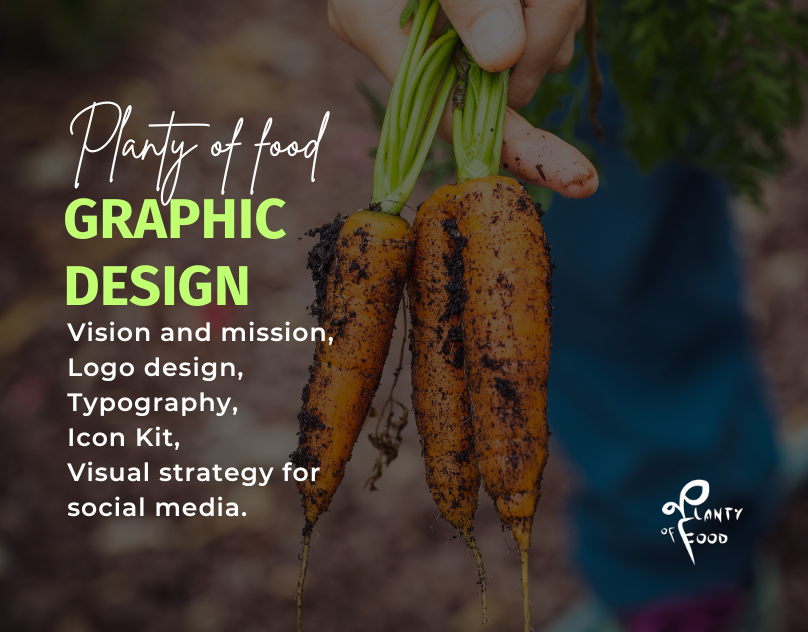 Planty of food
GRAPHIC
DESIGN
Vision and mission,
Logo design,
Typography,
Icon Kit,
Visual strategy for
social media.
PLANTY
OF FOOD